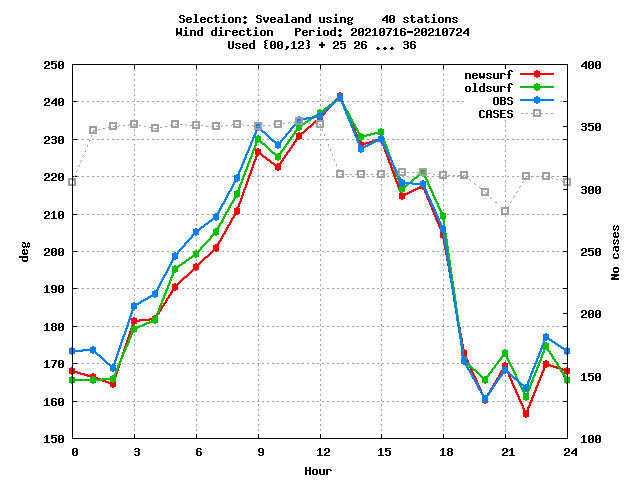 Selection: Svealand using    40 stations
Wind direction   Period: 20210716-20210724
Used {00,12} + 25 26 ... 36
newsurf
oldsurf
OBS
CASES
250
240
230
220
210
200
190
180
170
160
150
400
350
300
250
200
150
100
deg
No cases
0 3 6 9 12 15 18 21 24
Hour